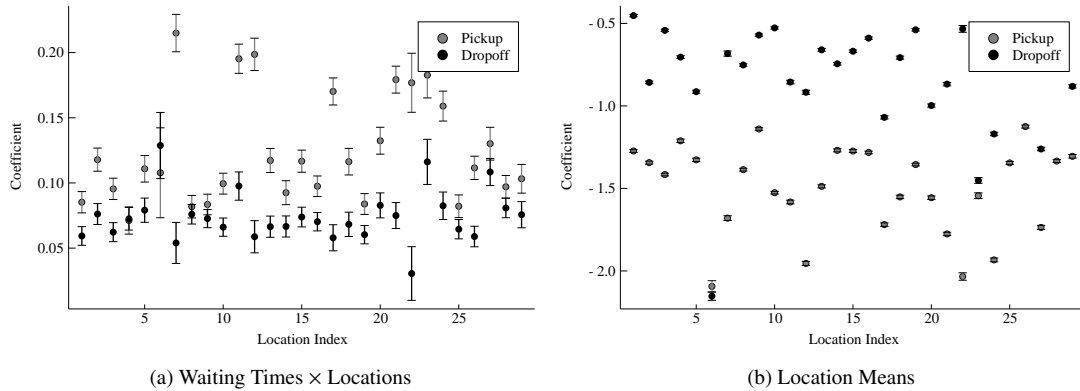 0.20
0.15
0.10
0.05
Coefficient
Pickup
Dropoff
5
10
15
20
25
Location Index
(a) Waiting Times × Locations
- 0.5
- 1.0
- 1.5
- 2.0
Coefficient
Pickup
Dropoff
5
10
15
20
25
Location Index
(b) Location Means